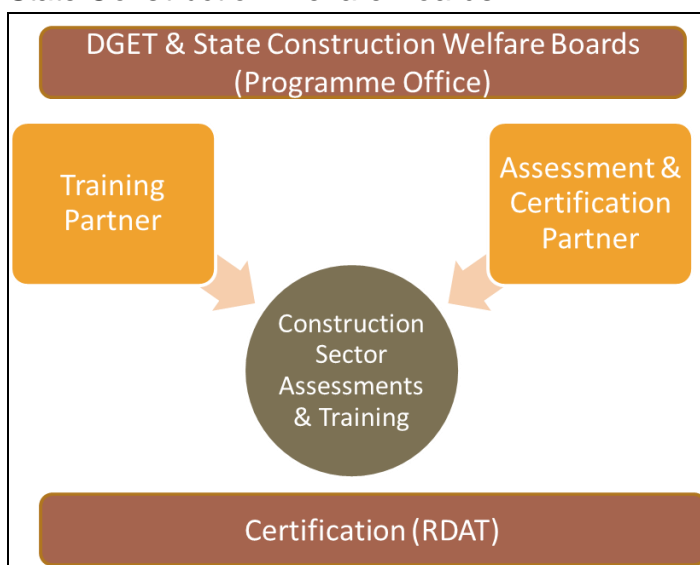 DGET & State Construction Welfare Boards
(Programme Office)
Training
Partner
Assessment &
Certification
Partner
Construction
Sector
Assessments
& Training
Certification (RDAT)